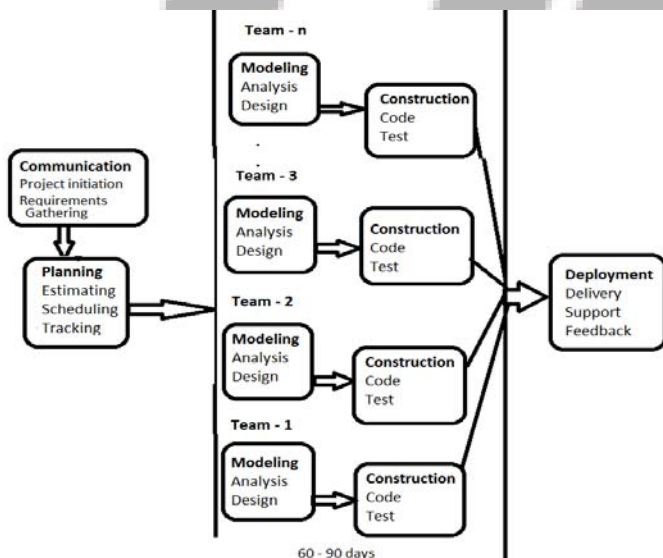 Communication
Project initiation
Requirements
Gathering
Planning
Estimating
Scheduling
Tracking
Team - n
Modeling
Analysis
Design
Construction
Code
Test
.
.
Team - 3
Modeling
Analysis
Design
Construction
Code
Test
Team - 2
Modeling
Analysis
Design
Construction
Code
Test
Team - 1
Modeling
Analysis
Design
Construction
Code
Test
60 - 90 days
Deployment
Delivery
Support
Feedback